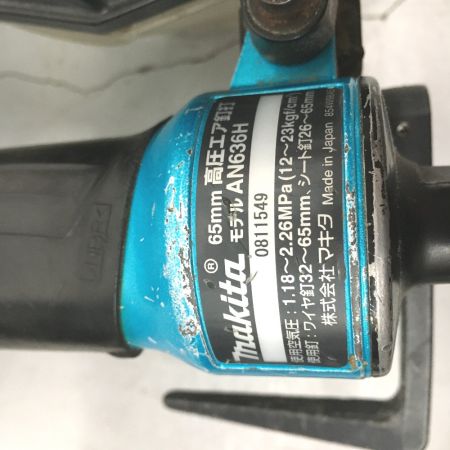 makita® 65mm 高圧エア釘打
モデル AN636H
0811549
使用空気圧：1.18～2.26MPa(12～23kgf/cm²)
使用釘：ワイヤ釘32～65mm、シート釘26～65mm
株式会社 マキタ Made in Japan